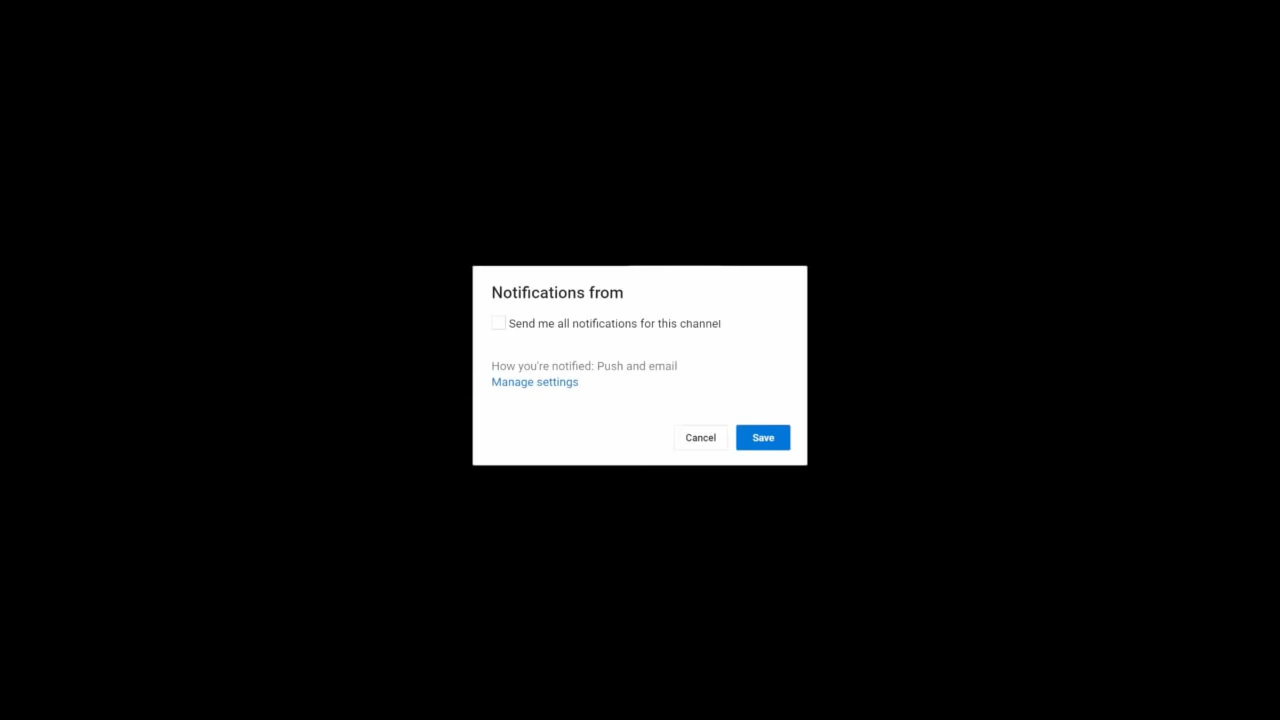 Notifications from
Send me all notifications for this channel
How you're notified: Push and email
Manage settings
Cancel Save